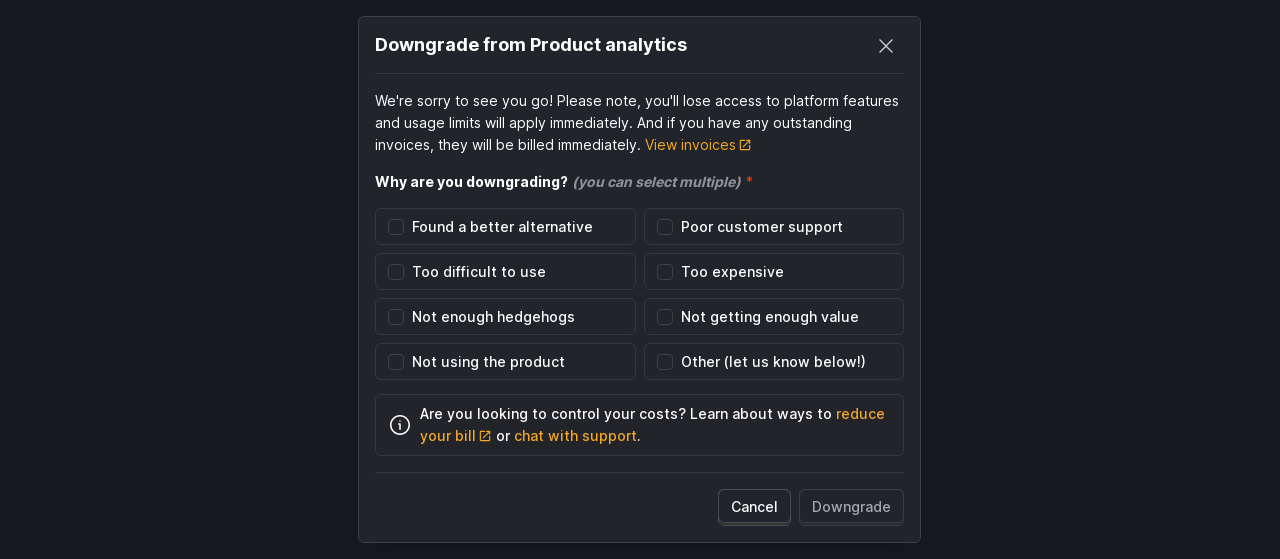 Downgrade from Product analytics
We're sorry to see you go! Please note, you'll lose access to platform features
and usage limits will apply immediately. And if you have any outstanding
invoices, they will be billed immediately. View invoices
Why are you downgrading? (you can select multiple) *
Found a better alternative
Poor customer support
Too difficult to use
Too expensive
Not enough hedgehogs
Not getting enough value
Not using the product
Other (let us know below!)
Are you looking to control your costs? Learn about ways to reduce
your bill or chat with support.
Cancel
Downgrade